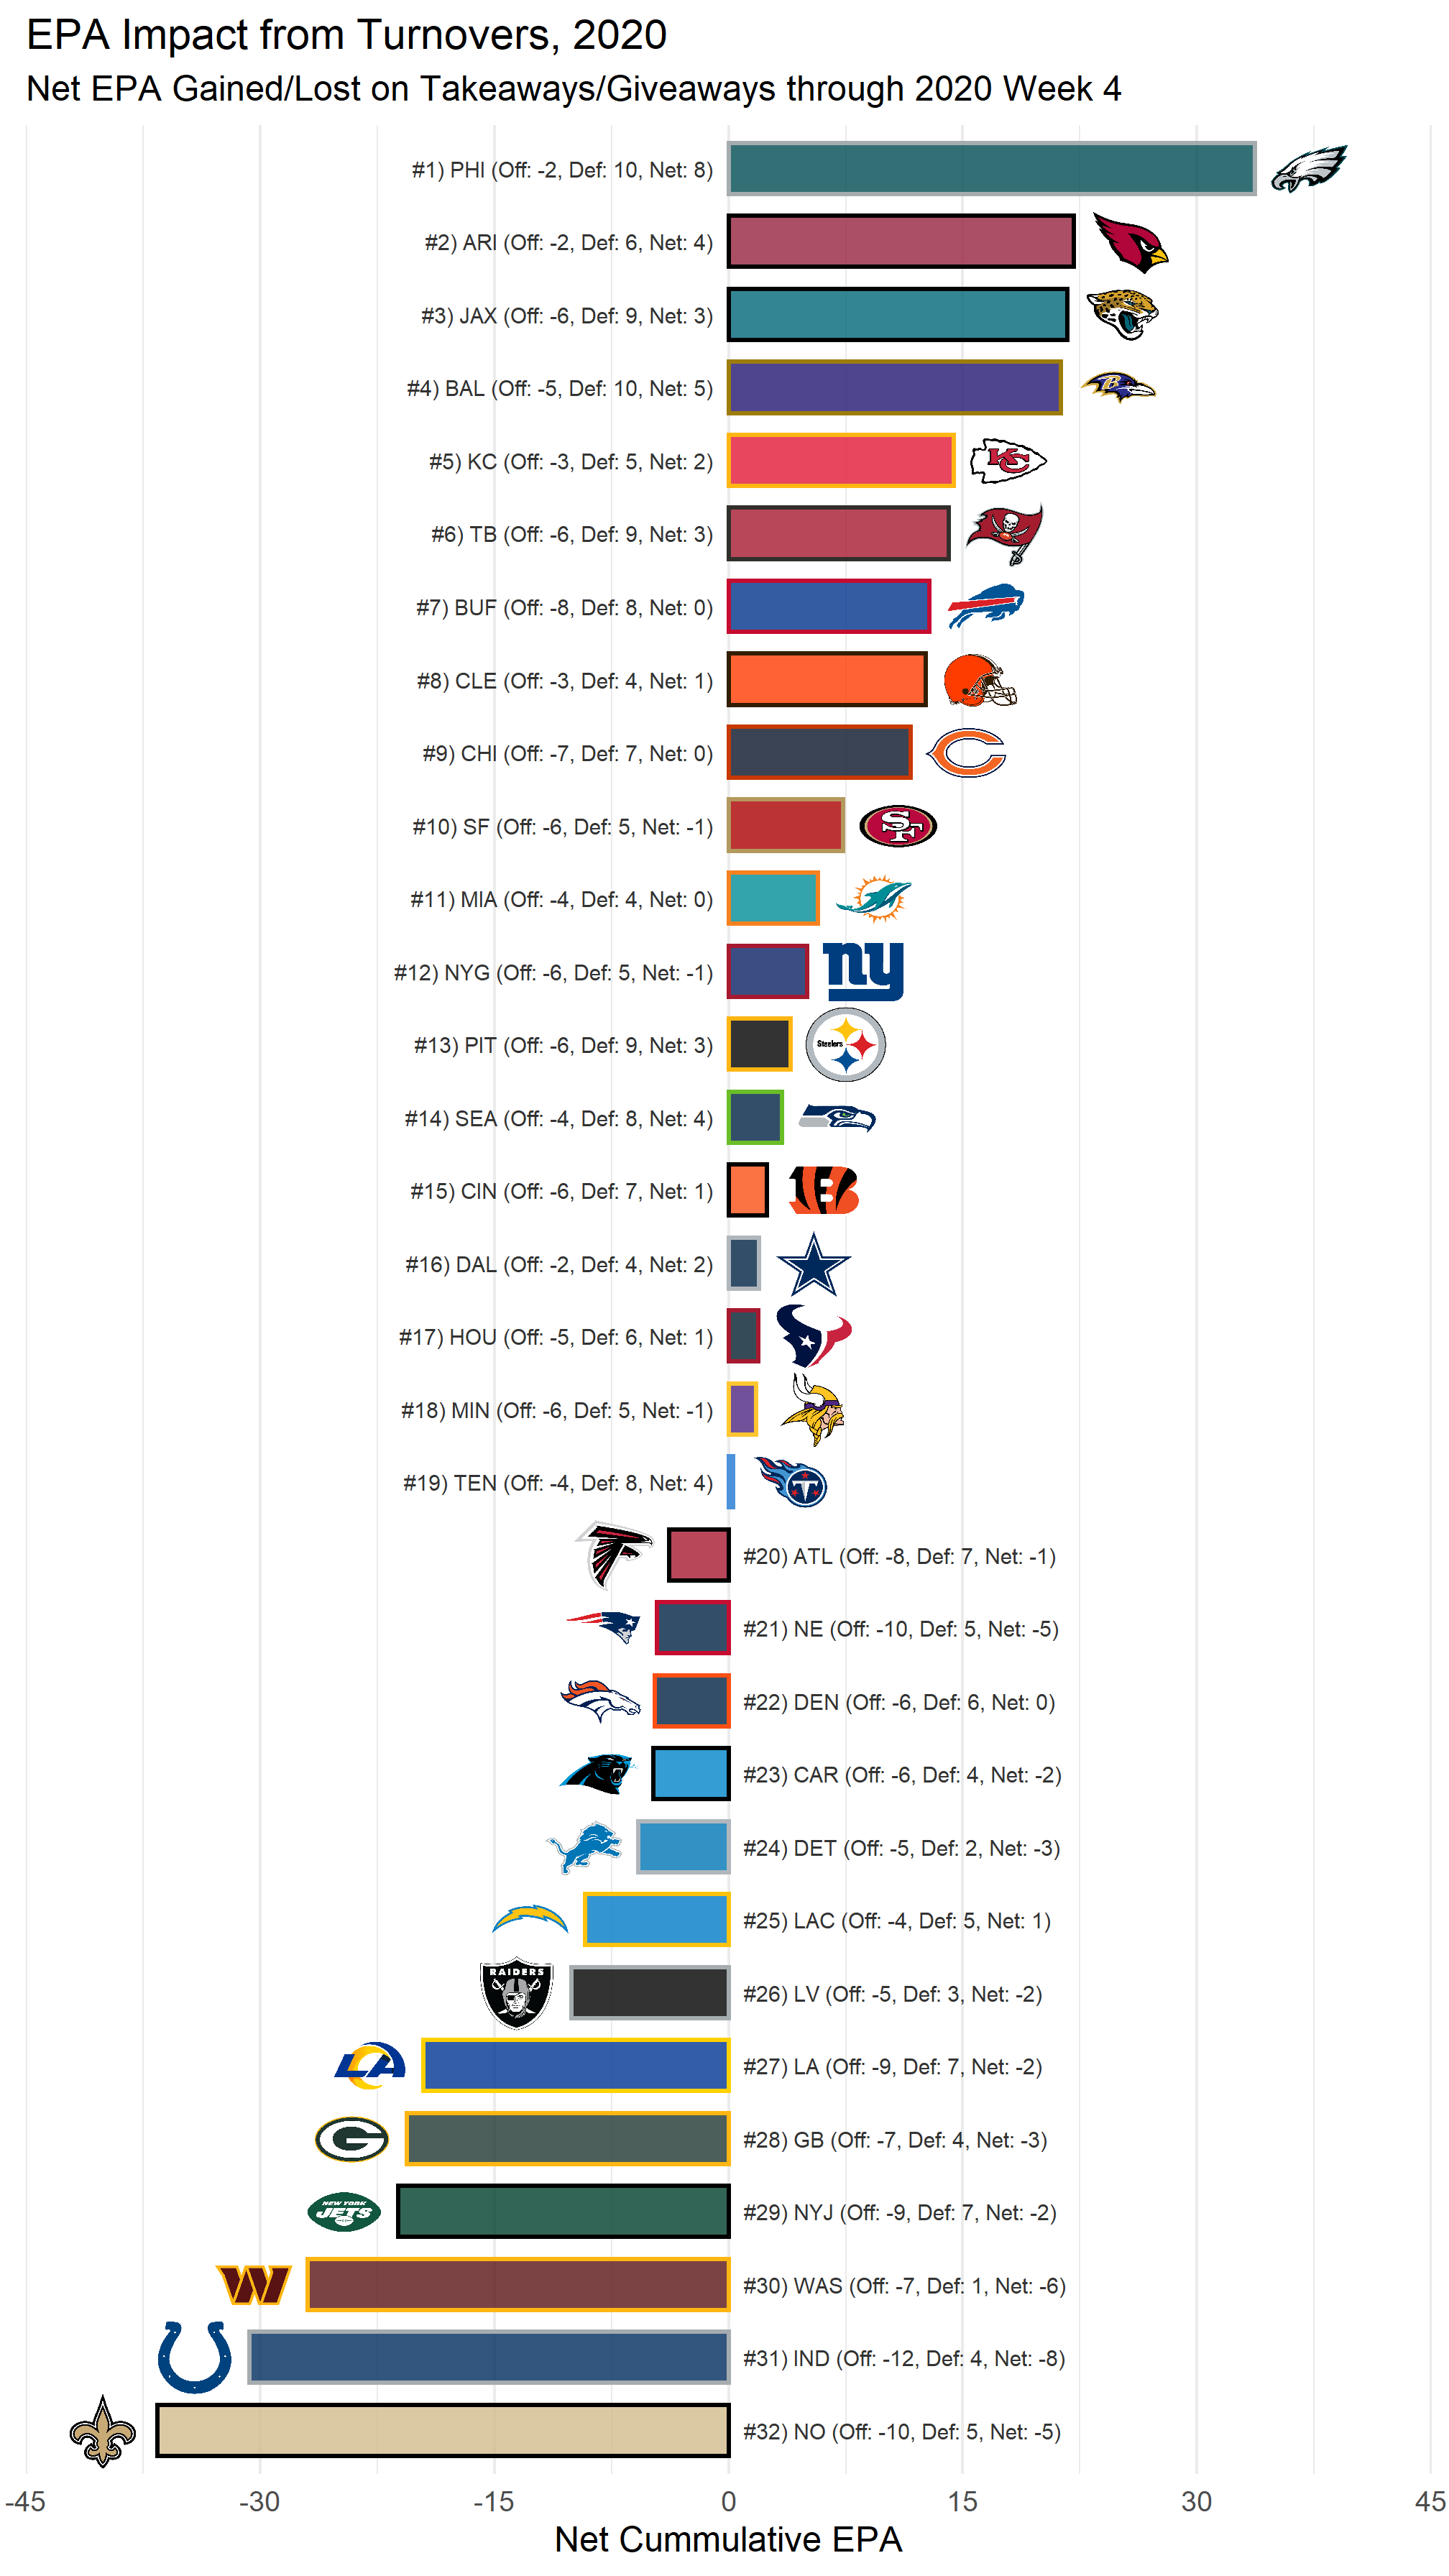 EPA Impact from Turnovers, 2020
Net EPA Gained/Lost on Takeaways/Giveaways through 2020 Week 4
#1) PHI (Off: -2, Def: 10, Net: 8)
#2) ARI (Off: -2, Def: 6, Net: 4)
#3) JAX (Off: -6, Def: 9, Net: 3)
#4) BAL (Off: -5, Def: 10, Net: 5)
B
#5) KC (Off: -3, Def: 5, Net: 2)
KC
#6) TB (Off: -6, Def: 9, Net: 3)
#7) BUF (Off: -8, Def: 8, Net: 0)
#8) CLE (Off: -3, Def: 4, Net: 1)
#9) CHI (Off: -7, Def: 7, Net: 0)
C
#10) SF (Off: -6, Def: 5, Net: -1)
SF
#11) MIA (Off: -4, Def: 4, Net: 0)
#12) NYG (Off: -6, Def: 5, Net: -1)
ny
#13) PIT (Off: -6, Def: 9, Net: 3)
Steelers
#14) SEA (Off: -4, Def: 8, Net: 4)
#15) CIN (Off: -6, Def: 7, Net: 1)
B
#16) DAL (Off: -2, Def: 4, Net: 2)
#17) HOU (Off: -5, Def: 6, Net: 1)
#18) MIN (Off: -6, Def: 5, Net: -1)
#19) TEN (Off: -4, Def: 8, Net: 4)
T
#20) ATL (Off: -8, Def: 7, Net: -1)
#21) NE (Off: -10, Def: 5, Net: -5)
#22) DEN (Off: -6, Def: 6, Net: 0)
#23) CAR (Off: -6, Def: 4, Net: -2)
#24) DET (Off: -5, Def: 2, Net: -3)
#25) LAC (Off: -4, Def: 5, Net: 1)
RAIDERS
#26) LV (Off: -5, Def: 3, Net: -2)
LA
#27) LA (Off: -9, Def: 7, Net: -2)
G
#28) GB (Off: -7, Def: 4, Net: -3)
NEW YORK
JETS
#29) NYJ (Off: -9, Def: 7, Net: -2)
W
#30) WAS (Off: -7, Def: 1, Net: -6)
#31) IND (Off: -12, Def: 4, Net: -8)
#32) NO (Off: -10, Def: 5, Net: -5)
-45 -30 -15 0 15 30 45
Net Cummulative EPA